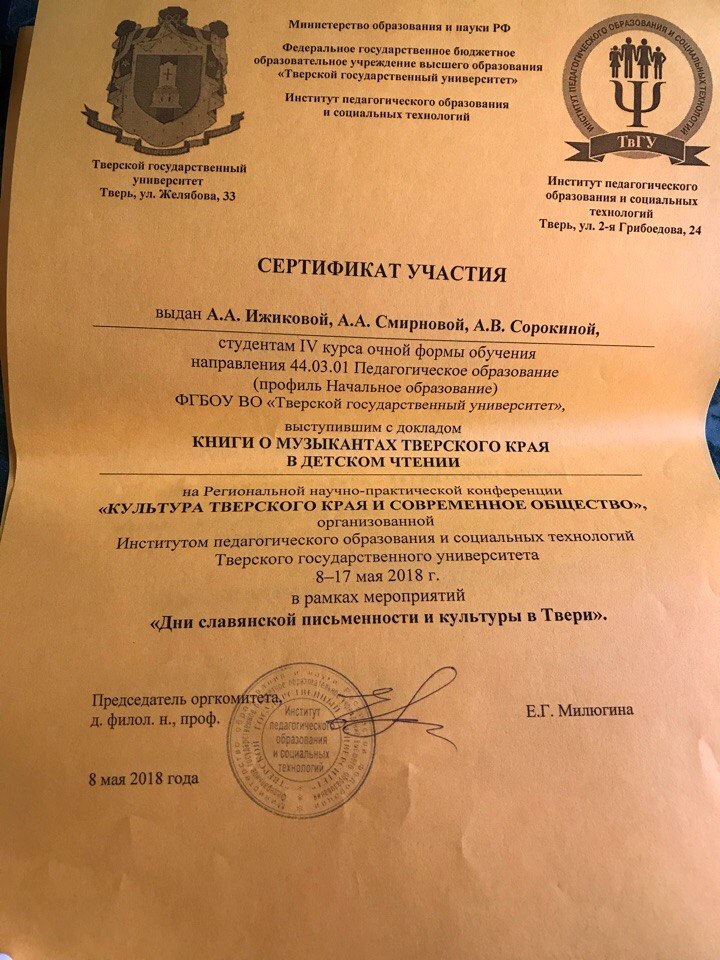 Министерство образования и науки РФ
Федеральное государственное бюджетное
образовательное учреждение высшего образования
«Тверской государственный университет»
Институт педагогического образования
и социальных технологий
Тверской государственный
университет
Тверь, ул. Желябова, 33
ИНСТИТУТ ПЕДАГОГИЧЕСКОГО ОБРАЗОВАНИЯ И СОЦИАЛЬНЫХ ТЕХНОЛОГИЙ
ТвГУ
Институт педагогического
образования и социальных
технологий
Тверь, ул. 2-я Грибоедова, 24
СЕРТИФИКАТ УЧАСТИЯ
выдан А.А. Ижиковой, А.А. Смирновой, А.В. Сорокиной,
студентам IV курса очной формы обучения
направления 44.03.01 Педагогическое образование
(профиль Начальное образование)
ФГБОУ ВО «Тверской государственный университет»,
выступившим с докладом
КНИГИ О МУЗЫКАНТАХ ТВЕРСКОГО КРАЯ
В ДЕТСКОМ ЧТЕНИИ
на Региональной научно-практической конференции
«КУЛЬТУРА ТВЕРСКОГО КРАЯ И СОВРЕМЕННОЕ ОБЩЕСТВО»,
организованной
Институтом педагогического образования и социальных технологий
Тверского государственного университета
8–17 мая 2018 г.
в рамках мероприятий
«Дни славянской письменности и культуры в Твери».
Председатель оргкомитета,
д. филол. н., проф.
Е.Г. Милюгина
Институт
педагогического
образования
и социальных
технологий
8 мая 2018 года